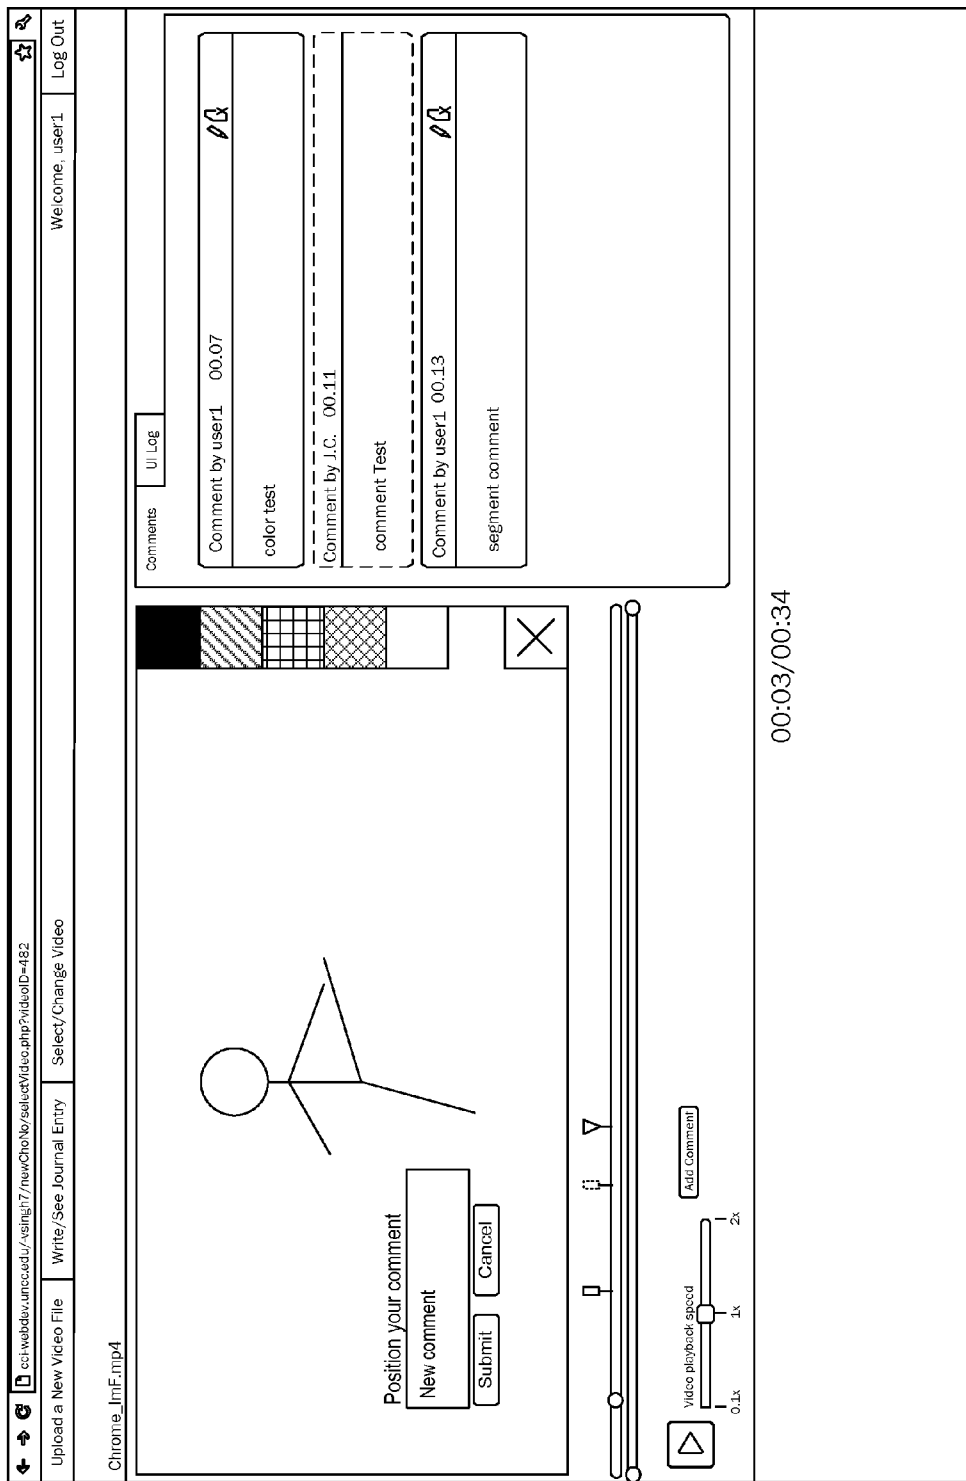 cci-webdev.uncc.edu/~vsingh7/newChoNo/selectVideo.php?videoID=482
Upload a New Video File
Write/See Journal Entry
Select/Change Video
Welcome, user1
Log Out
Chrome_ImF.mp4
Position your comment
New comment
Submit
Cancel
Comments
UI Log
Comment by user1 00.07
color test
Comment by J.C. 00.11
comment Test
Comment by user1 00.13
segment comment
Video playback speed
0.1x
1x
2x
Add Comment
00:03/00:34